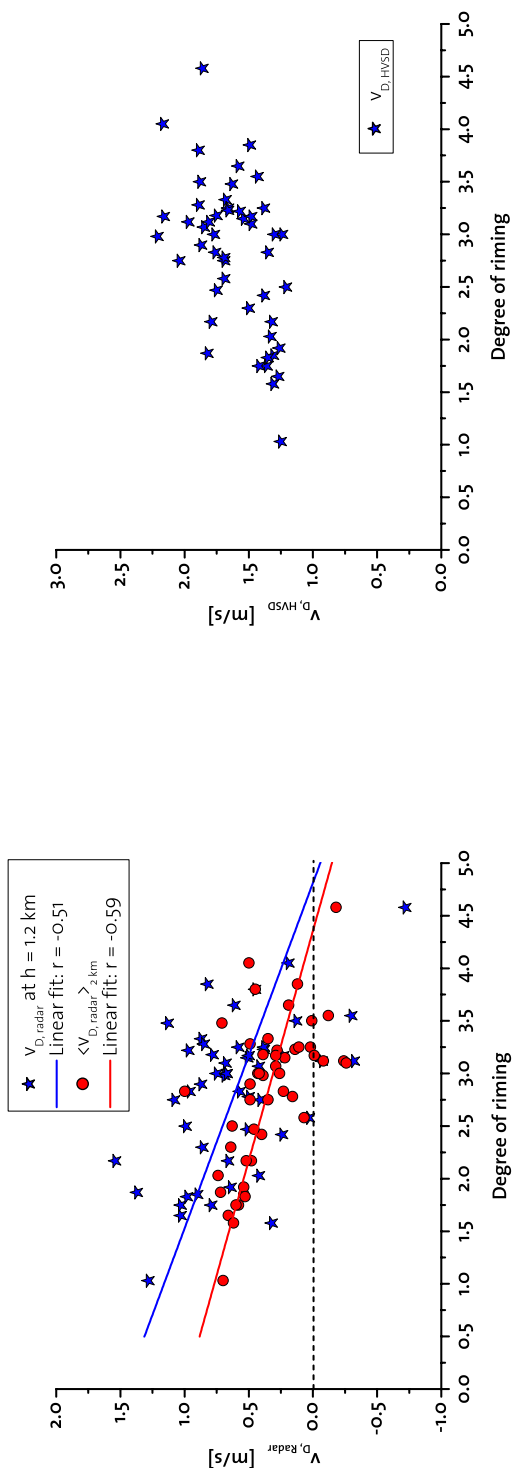 v_D, Radar [m/s]
2.0
1.5
1.0
0.5
0.0
-0.5
-1.0
0.0 0.5 1.0 1.5 2.0 2.5 3.0 3.5 4.0 4.5 5.0
Degree of riming
V_D, radar at h = 1.2 km
Linear fit: r = -0.51
<V_D, radar>_2 km
Linear fit: r = -0.59
v_D, HVSD [m/s]
3.0
2.5
2.0
1.5
1.0
0.5
0.0
0.0 0.5 1.0 1.5 2.0 2.5 3.0 3.5 4.0 4.5 5.0
Degree of riming
V_D, HVSD